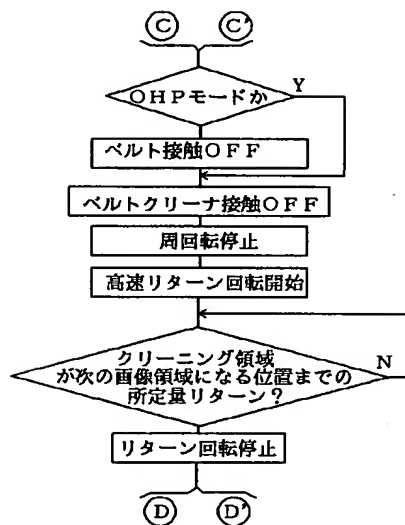 C C'
OHPモードか
Y
ベルト接触OFF
ベルトクリーナ接触OFF
周回転停止
高速リターン回転開始
クリーニング領域
が次の画像領域になる位置までの
N
所定量リターン?
リターン回転停止
D D'